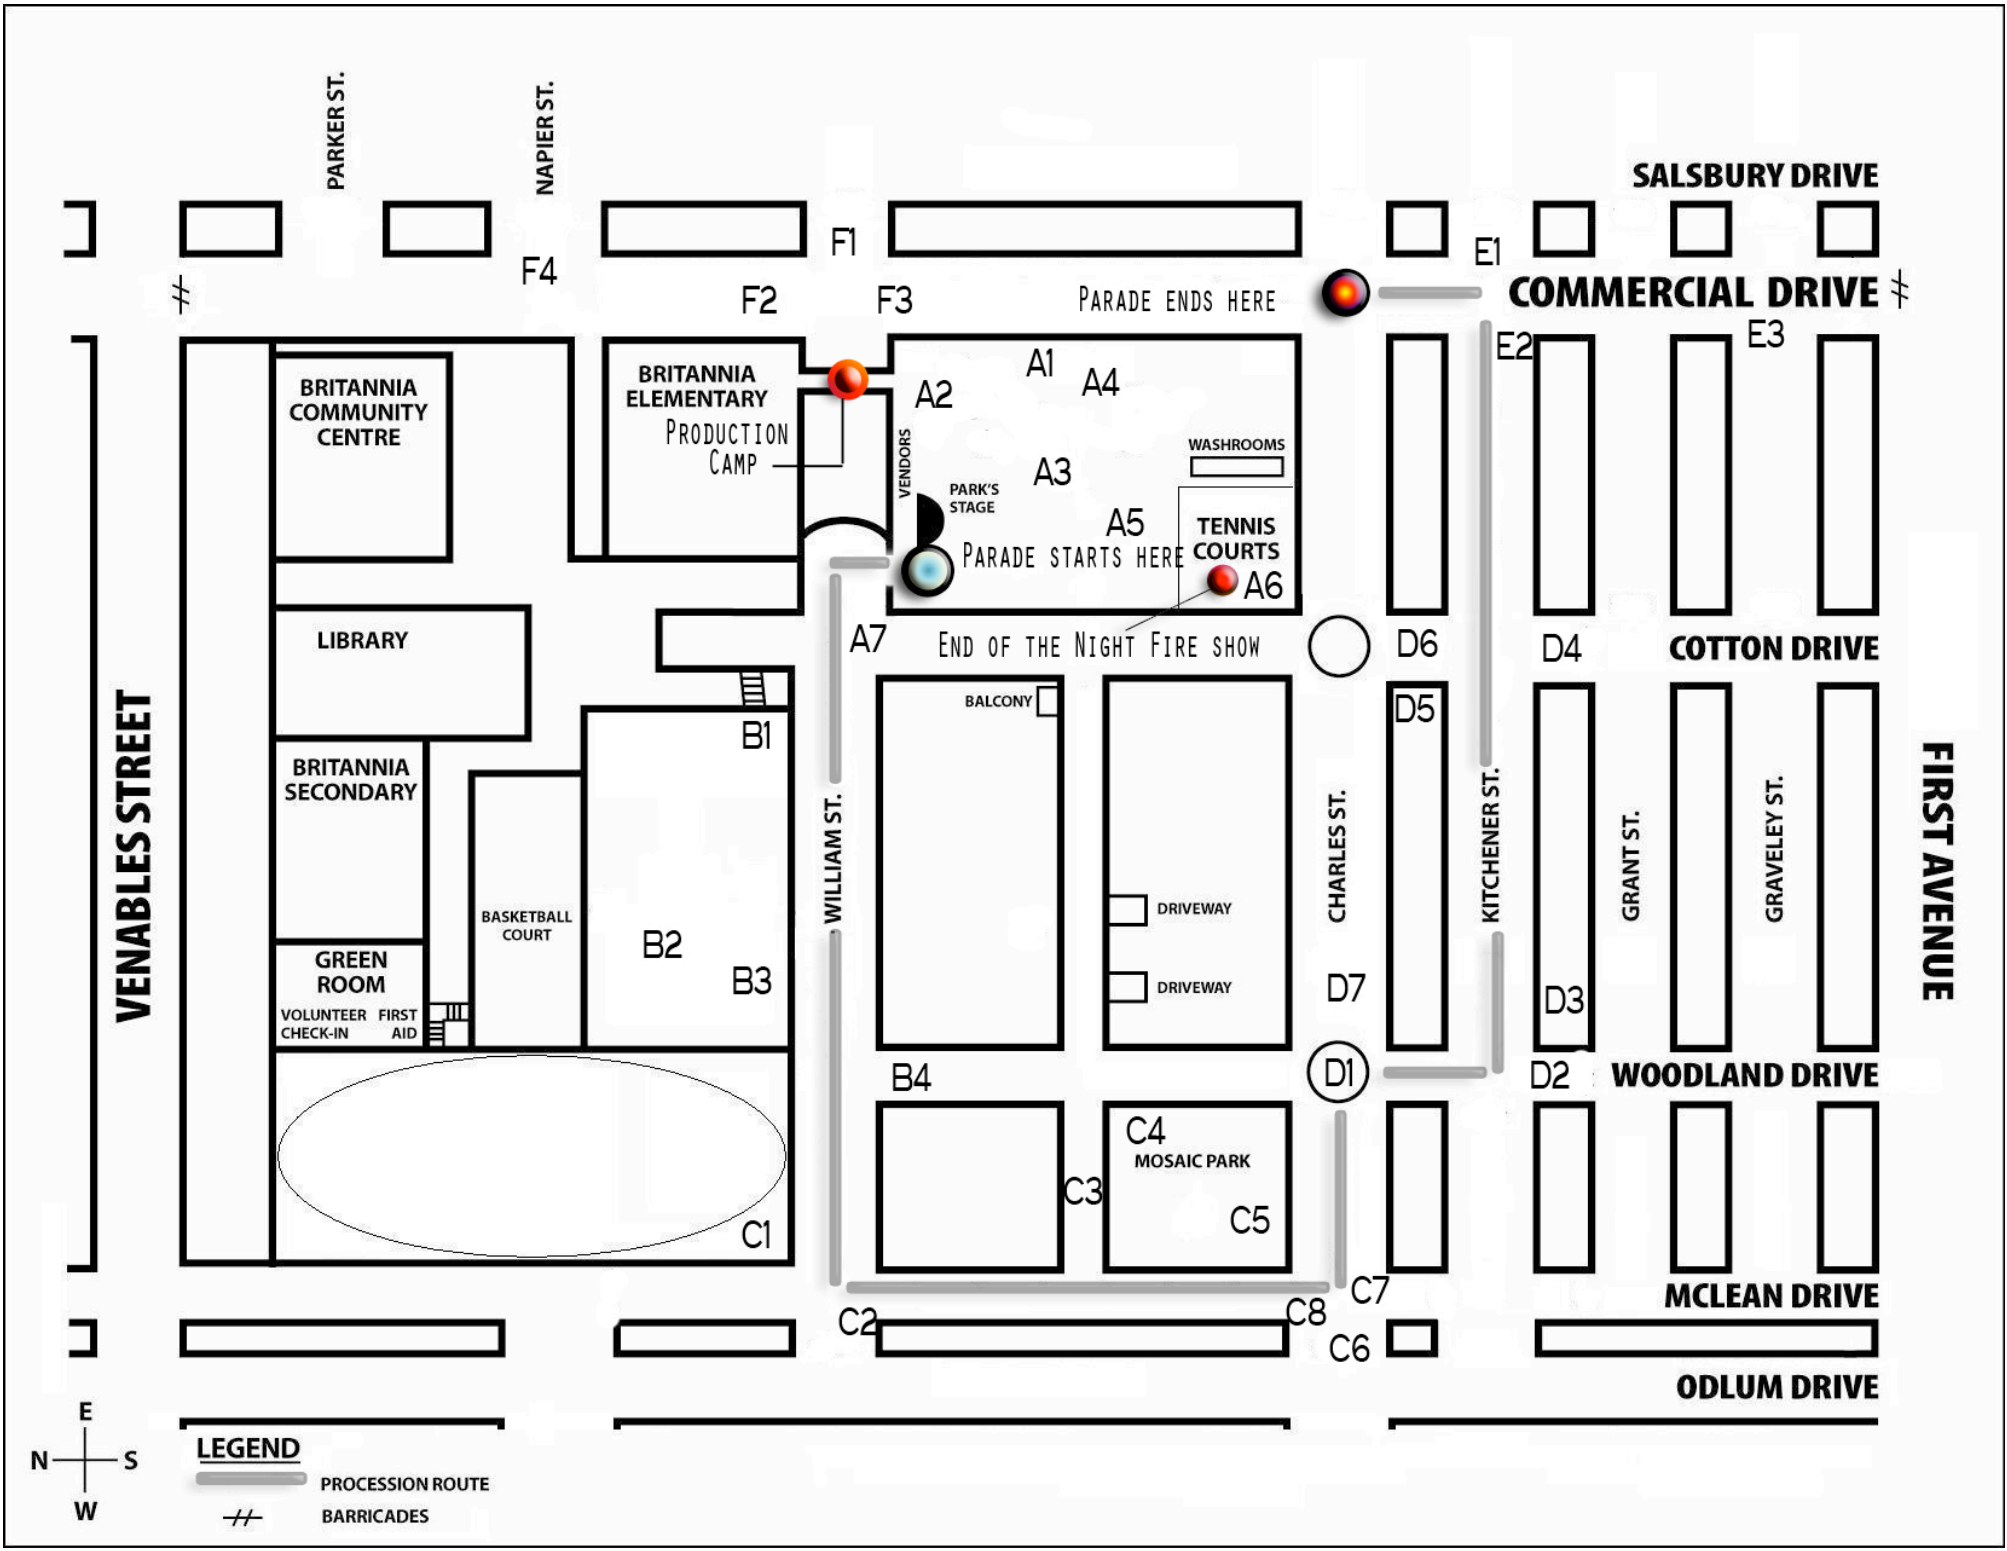 PARKER ST.
NAPIER ST.
SALSBURY DRIVE
F1
F4
E1
F2
F3
PARADE ENDS HERE
COMMERCIAL DRIVE
E2
E3
BRITANNIA
COMMUNITY
CENTRE
BRITANNIA
ELEMENTARY
PRODUCTION
CAMP
A1
A2
A4
VENDORS
WASHROOMS
A3
PARK'S
STAGE
A5
TENNIS
COURTS
PARADE STARTS HERE
A6
LIBRARY
A7
END OF THE NIGHT FIRE SHOW
D6
D4
COTTON DRIVE
BALCONY
D5
B1
BRITANNIA
SECONDARY
VENABLES STREET
WILLIAM ST.
CHARLES ST.
KITCHENER ST.
GRANT ST.
GRAVELEY ST.
FIRST AVENUE
BASKETBALL
COURT
DRIVEWAY
B2
B3
GREEN
ROOM
VOLUNTEER FIRST
CHECK-IN AID
DRIVEWAY
D7
D3
B4
D1
D2
WOODLAND DRIVE
C4
MOSAIC PARK
C3
C5
C1
C7
MCLEAN DRIVE
C2
C8
C6
ODLUM DRIVE
E
N
S
W
LEGEND
PROCESSION ROUTE
BARRICADES